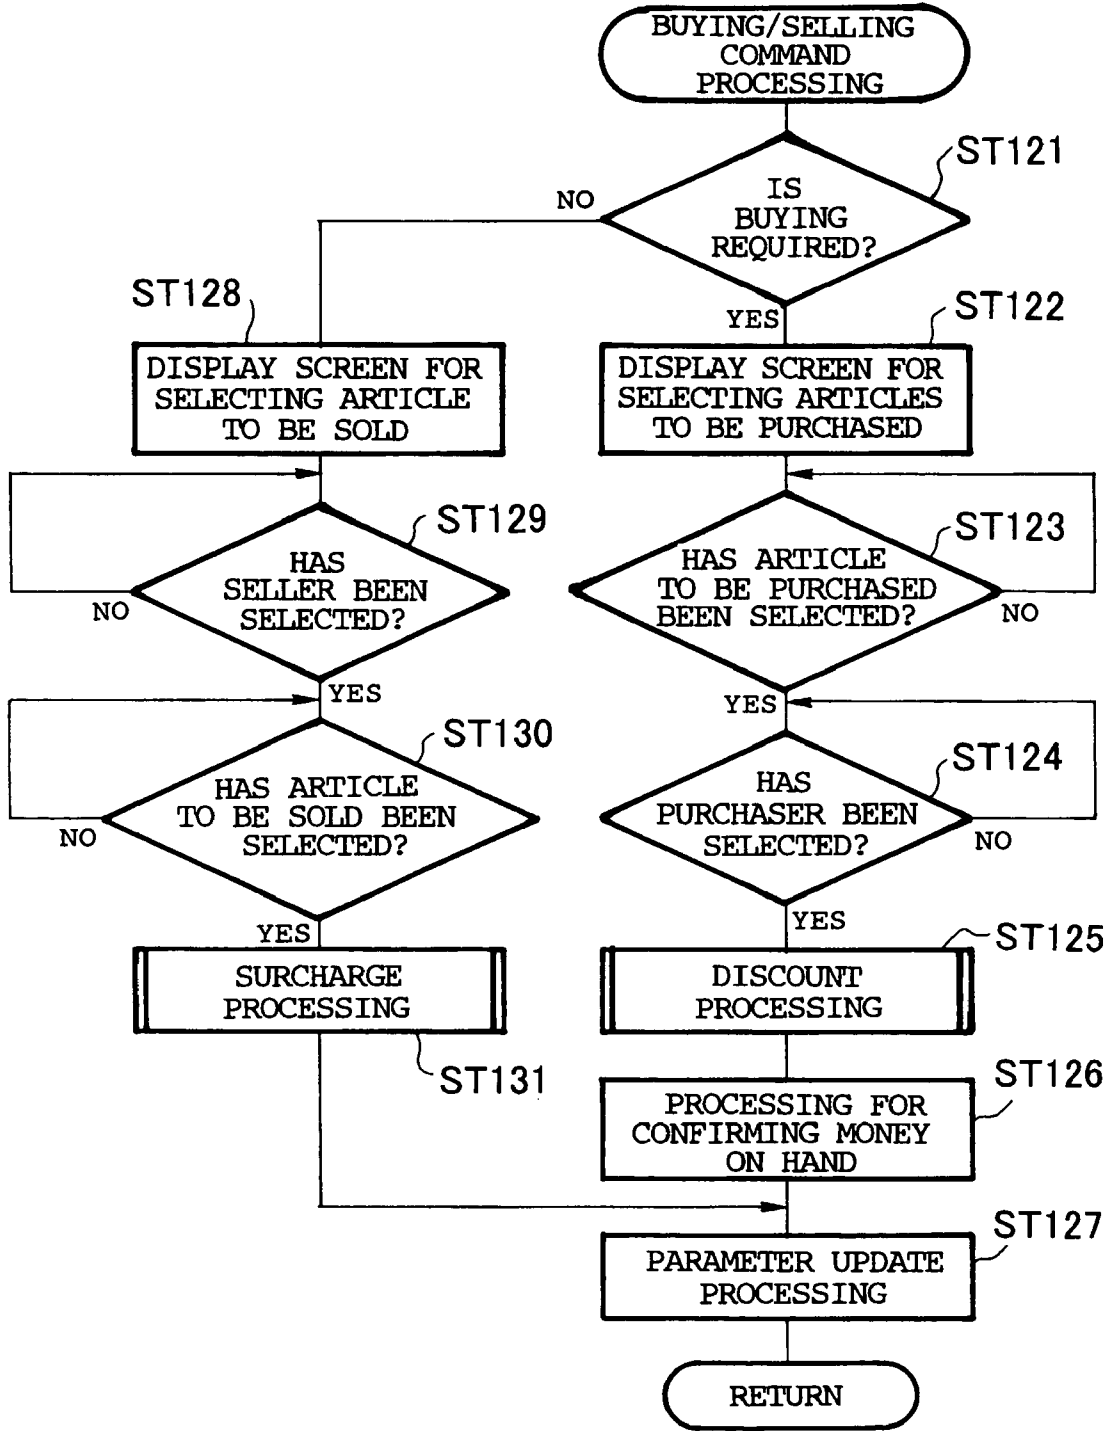 BUYING/SELLING
COMMAND
PROCESSING
ST121
IS
BUYING
REQUIRED?
NO
YES
ST128
DISPLAY SCREEN FOR
SELECTING ARTICLE
TO BE SOLD
ST122
DISPLAY SCREEN FOR
SELECTING ARTICLES
TO BE PURCHASED
ST129
HAS
SELLER BEEN
SELECTED?
NO
YES
ST123
HAS ARTICLE
TO BE PURCHASED
BEEN SELECTED?
NO
YES
ST130
HAS ARTICLE
TO BE SOLD BEEN
SELECTED?
NO
YES
ST124
HAS
PURCHASER BEEN
SELECTED?
NO
YES
SURCHARGE
PROCESSING
ST131
ST125
DISCOUNT
PROCESSING
ST126
PROCESSING FOR
CONFIRMING MONEY
ON HAND
ST127
PARAMETER UPDATE
PROCESSING
RETURN